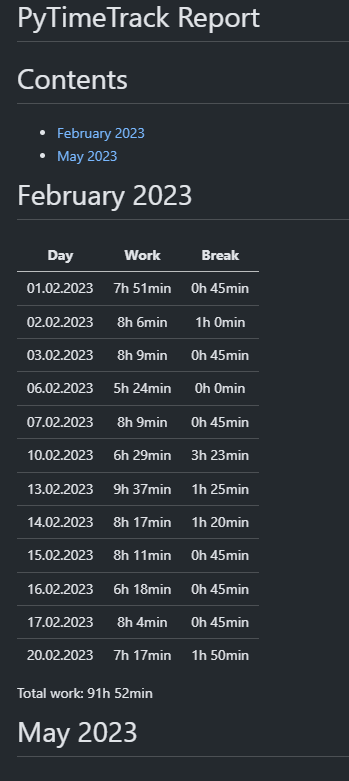 PyTimeTrack Report
Contents
February 2023
May 2023
February 2023
Day Work Break
01.02.2023 7h 51min 0h 45min
02.02.2023 8h 6min 1h 0min
03.02.2023 8h 9min 0h 45min
06.02.2023 5h 24min 0h 0min
07.02.2023 8h 9min 0h 45min
10.02.2023 6h 29min 3h 23min
13.02.2023 9h 37min 1h 25min
14.02.2023 8h 17min 1h 20min
15.02.2023 8h 11min 0h 45min
16.02.2023 6h 18min 0h 45min
17.02.2023 8h 4min 0h 45min
20.02.2023 7h 17min 1h 50min
Total work: 91h 52min
May 2023